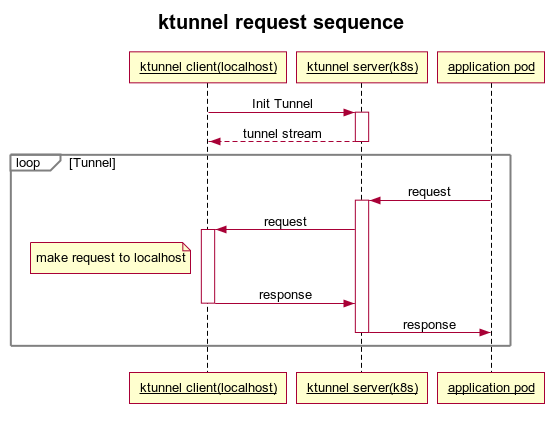 ktunnel request sequence
ktunnel client(localhost) ktunnel server(k8s) application pod
Init Tunnel
tunnel stream
loop [Tunnel]
request
request
make request to localhost
response
response
ktunnel client(localhost) ktunnel server(k8s) application pod